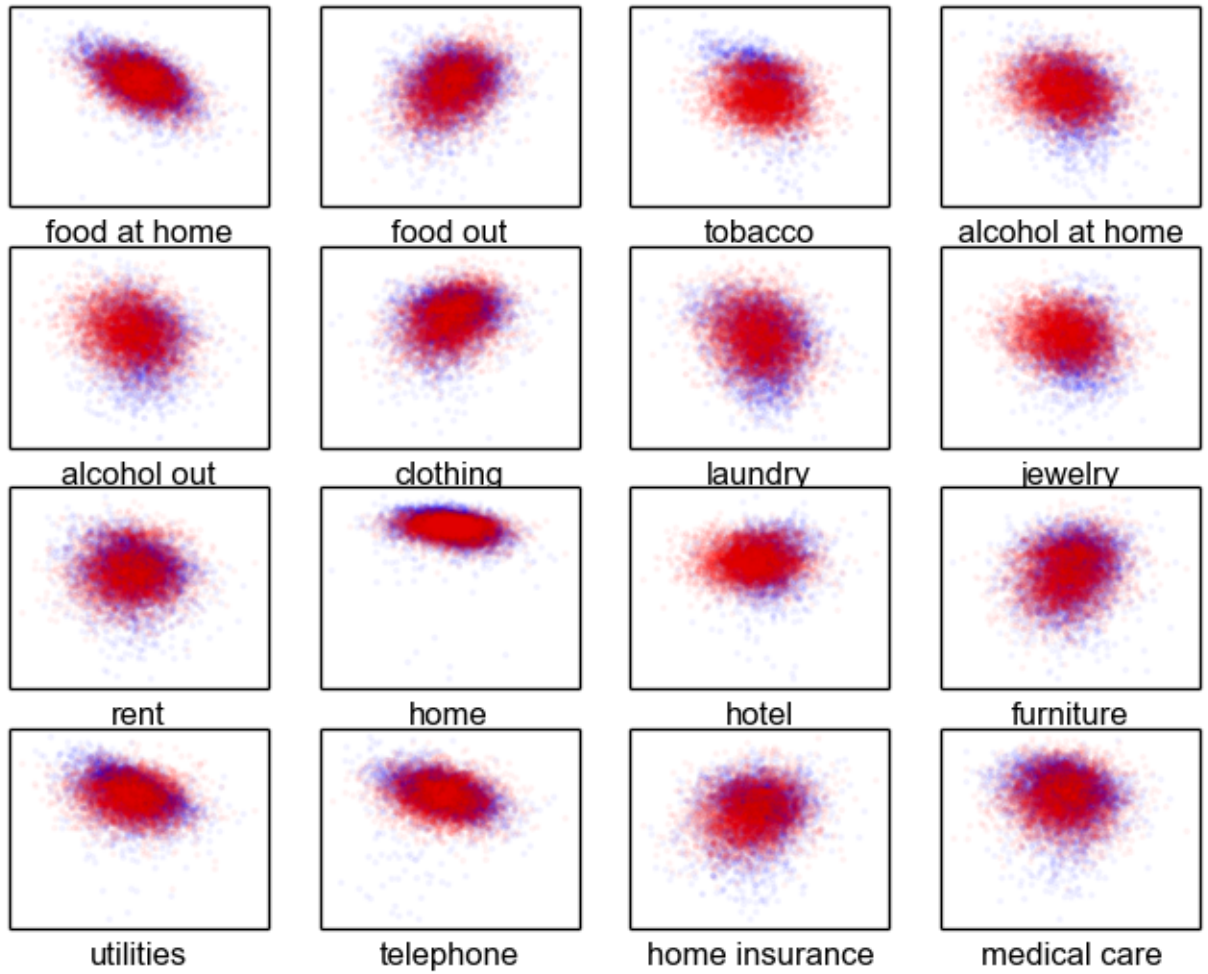 food at home food out tobacco alcohol at home
alcohol out clothing laundry jewelry
rent home hotel furniture
utilities telephone home insurance medical care